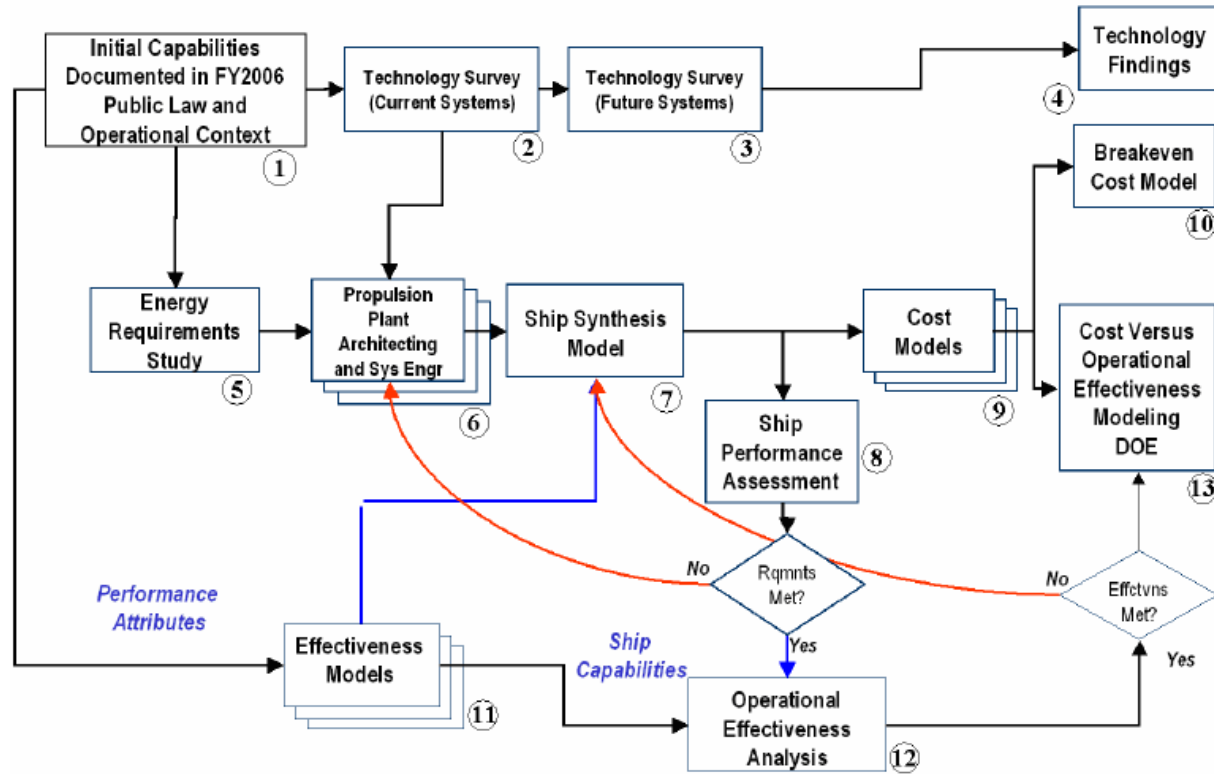 Initial Capabilities
Documented in FY2006
Public Law and
Operational Context
1
Technology Survey
(Current Systems)
2
Technology Survey
(Future Systems)
3
Technology
Findings
4
Breakeven
Cost Model
10
Energy
Requirements
Study
5
Propulsion
Plant
Architecting
and Sys Engr
6
Ship Synthesis
Model
7
Cost
Models
9
Cost Versus
Operational
Effectiveness
Modeling
DOE
13
Ship
Performance
Assessment
8
No
Rqmnts
Met?
Yes
No
Effctvns
Met?
Yes
Performance
Attributes
Effectiveness
Models
11
Ship
Capabilities
Operational
Effectiveness
Analysis
12